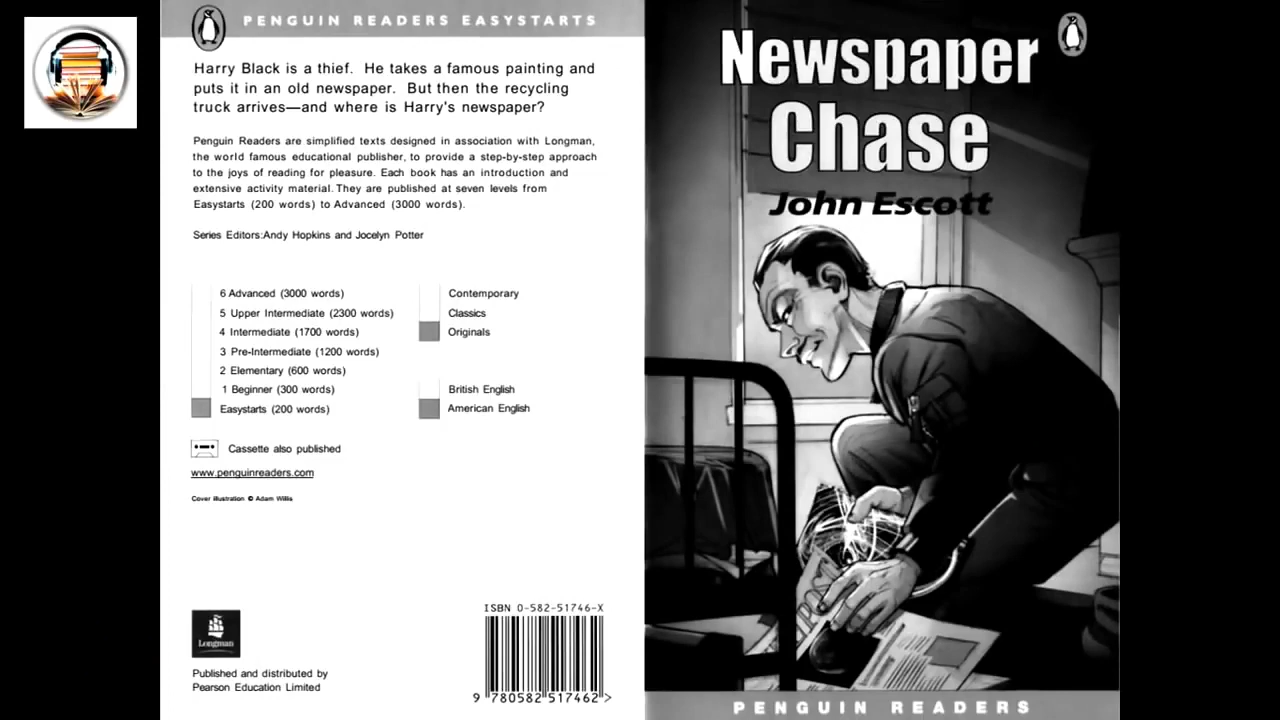 PENGUIN READERS EASYSTARTS
Harry Black is a thief. He takes a famous painting and
puts it in an old newspaper. But then the recycling
truck arrives—and where is Harry's newspaper?
Penguin Readers are simplified texts designed in association with Longman,
the world famous educational publisher, to provide a step-by-step approach
to the joys of reading for pleasure. Each book has an introduction and
extensive activity material. They are published at seven levels from
Easystarts (200 words) to Advanced (3000 words).
Series Editors:Andy Hopkins and Jocelyn Potter
6 Advanced (3000 words)
5 Upper Intermediate (2300 words)
4 Intermediate (1700 words)
3 Pre-Intermediate (1200 words)
2 Elementary (600 words)
1 Beginner (300 words)
Easystarts (200 words)
Contemporary
Classics
Originals
British English
American English
Cassette also published
www.penguinreaders.com
Cover illustration © Adam Willis
Longman
Published and distributed by
Pearson Education Limited
ISBN 0-582-51746-X
9 780582 517462 >
Newspaper
Chase
John Escott
PENGUIN READERS